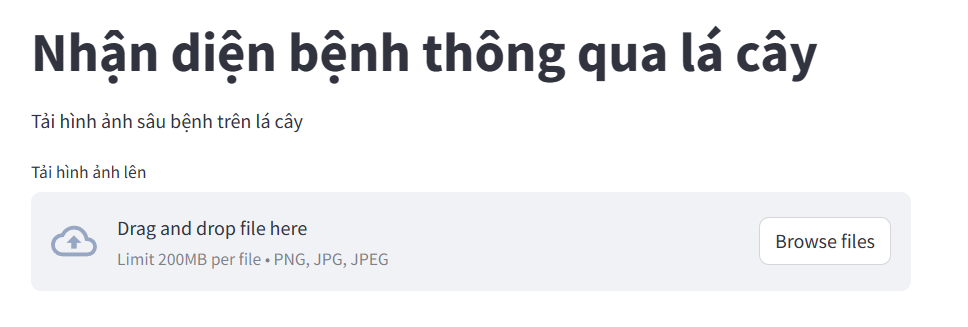 Nhận diện bệnh thông qua lá cây
Tải hình ảnh sâu bệnh trên lá cây
Tải hình ảnh lên
Drag and drop file here
Limit 200MB per file • PNG, JPG, JPEG
Browse files